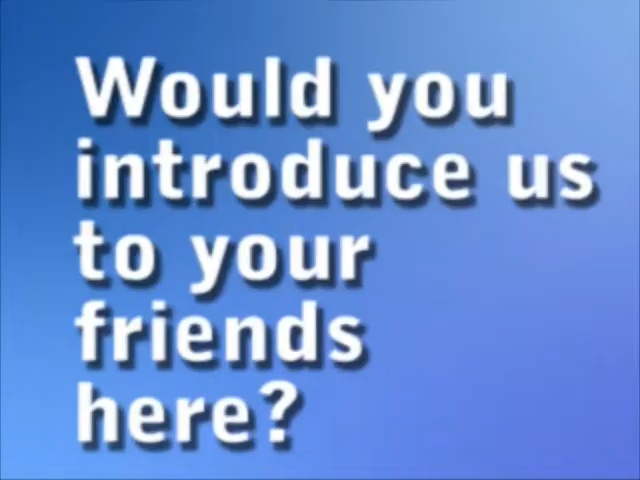 Would you
introduce us
to your
friends
here?